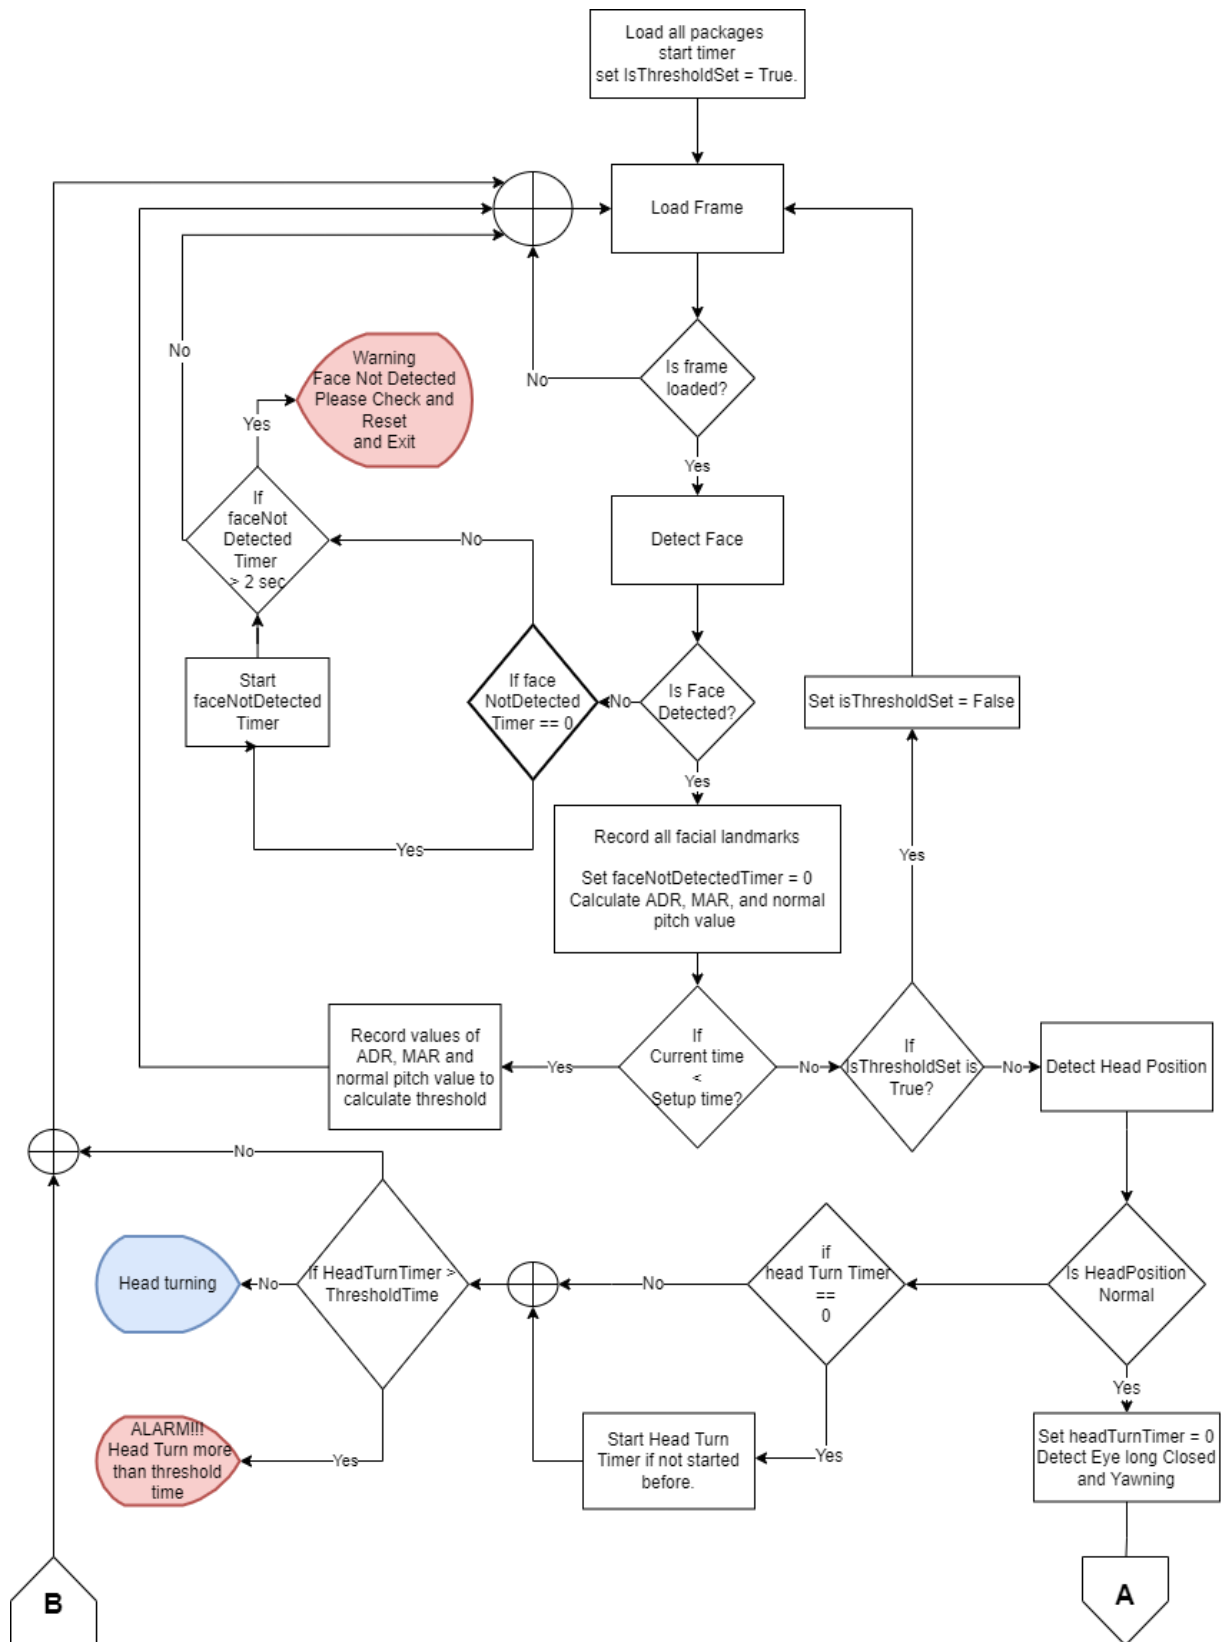 Load all packages
start timer
set IsThresholdSet = True.
Load Frame
No
Warning
Face Not Detected
Please Check and
Reset
and Exit
Is frame
loaded?
No
Yes
Yes
If
faceNot
Detected
Timer
> 2 sec
No
Detect Face
Start
faceNotDetected
Timer
If face
NotDetected
Timer == 0
No
Is Face
Detected?
Set isThresholdSet = False
Yes
Yes
Record all facial landmarks
Set faceNotDetectedTimer = 0
Calculate ADR, MAR, and normal
pitch value
Yes
Record values of
ADR, MAR and
normal pitch value to
calculate threshold
Yes
If
Current time
<
Setup time?
No
If
IsThresholdSet is
True?
No
Detect Head Position
No
Head turning
No
If HeadTurnTimer >
ThresholdTime
No
if
head Turn Timer
==
0
Is HeadPosition
Normal
Yes
ALARM!!!
Head Turn more
than threshold
time
Yes
Start Head Turn
Timer if not started
before.
Yes
Set headTurnTimer = 0
Detect Eye long Closed
and Yawning
B
A